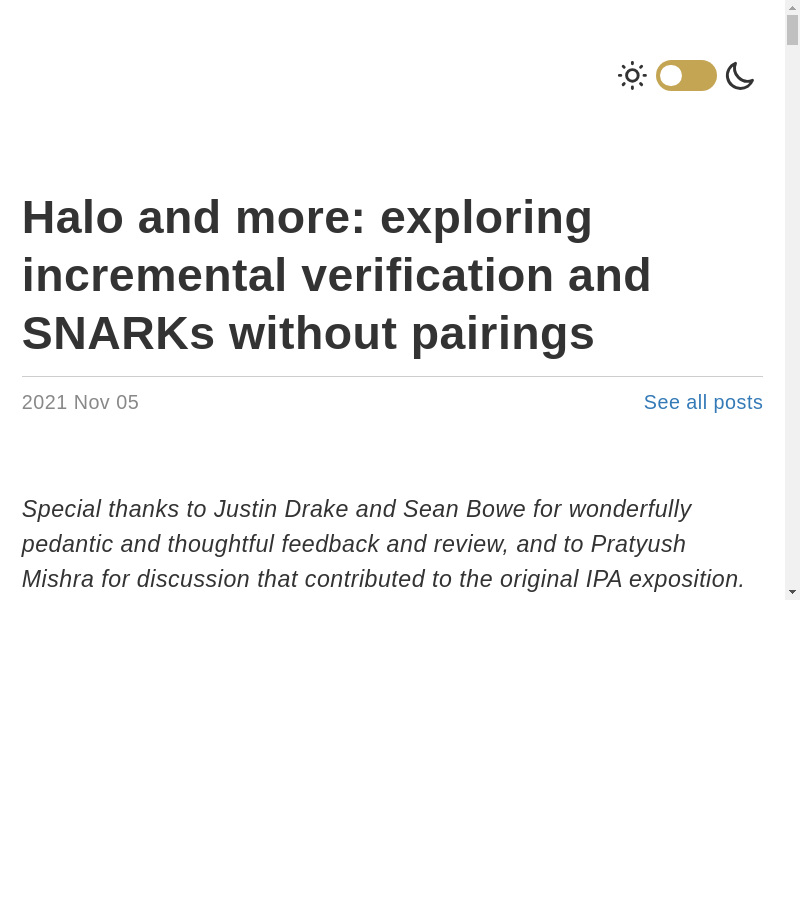 Halo and more: exploring
incremental verification and
SNARKs without pairings
2021 Nov 05
See all posts
Special thanks to Justin Drake and Sean Bowe for wonderfully
pedantic and thoughtful feedback and review, and to Pratyush
Mishra for discussion that contributed to the original IPA exposition.